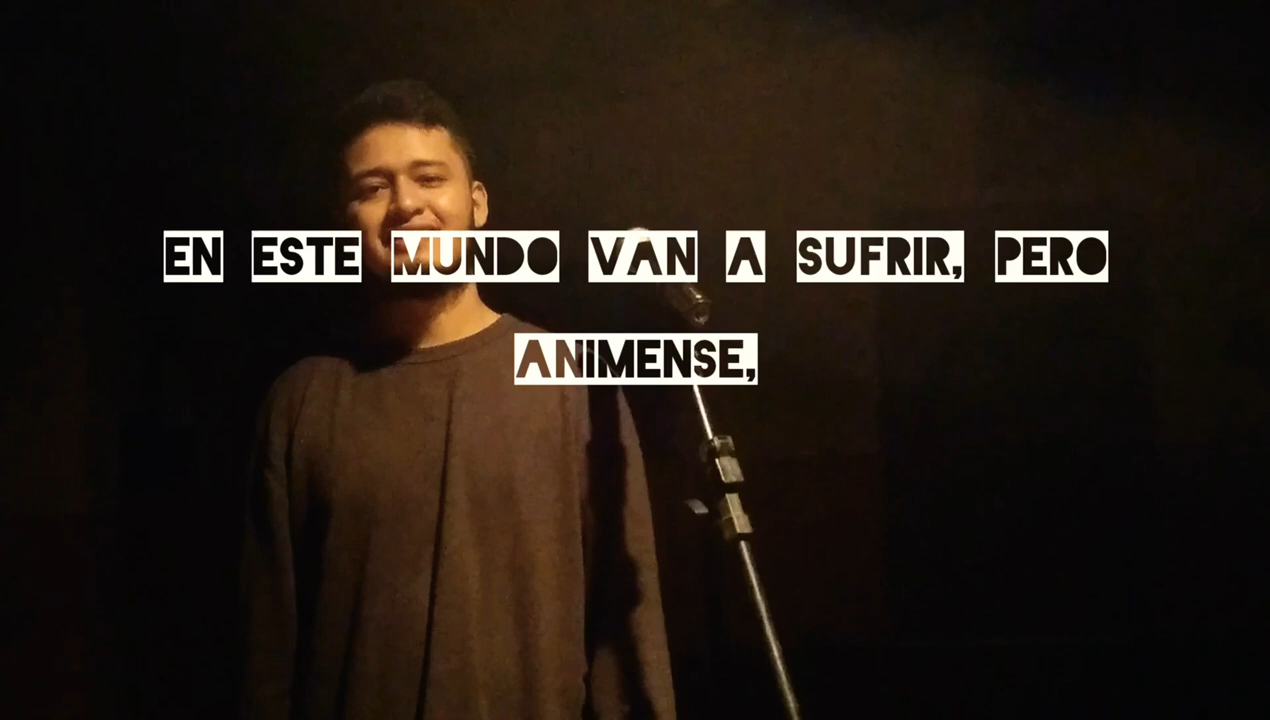 EN ESTE MUNDO VAN A SUFRIR, PERO
ANIMENSE,